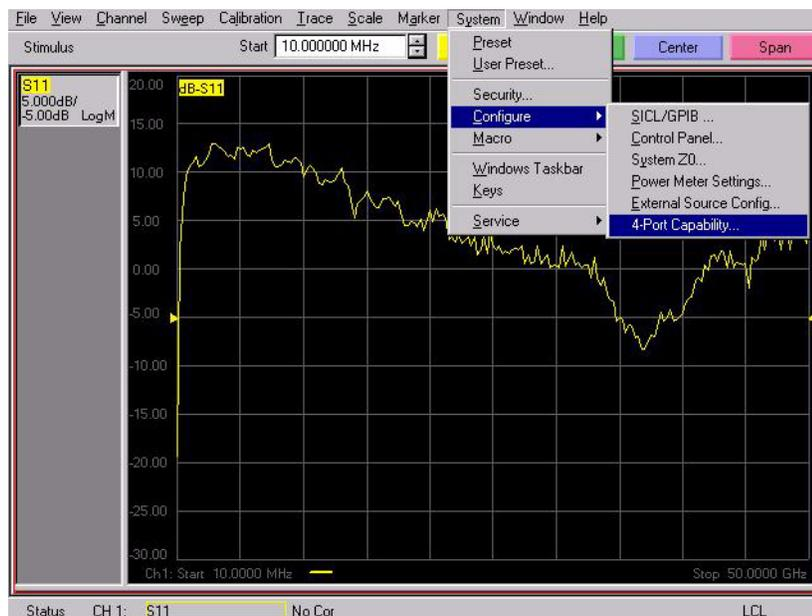 File View Channel Sweep Calibration Trace Scale Marker System Window Help
Stimulus Start 10.000000 MHz Center Span
Preset
User Preset...
Security...
Configure
Macro
Windows Taskbar
Keys
Service
SICL/GPIB ...
Control Panel...
System Z0...
Power Meter Settings...
External Source Config...
4-Port Capability...
S11
5.000dB/
-5.00dB LogM
dB-S11
20.00
15.00
10.00
5.00
0.00
-5.00
-10.00
-15.00
-20.00
-25.00
-30.00
Ch1: Start 10.0000 MHz Stop 50.0000 GHz
Status CH 1: S11 No Cor LCL